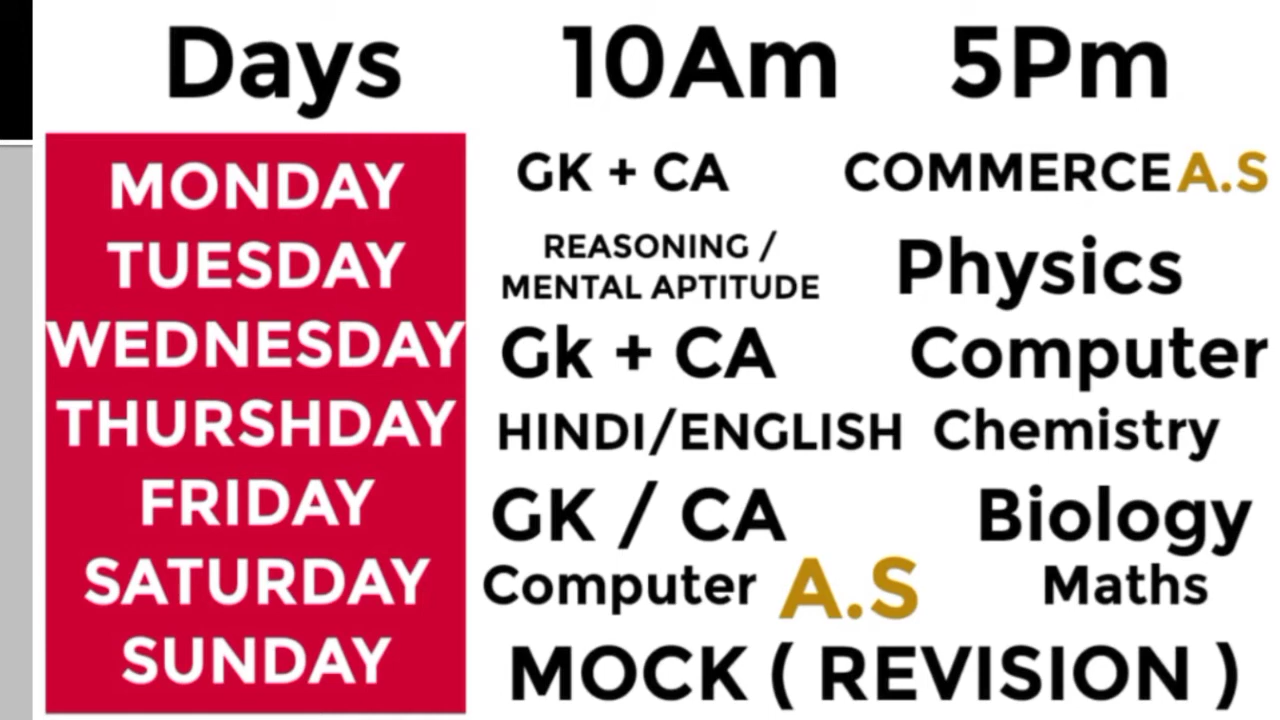 Days 10Am 5Pm
MONDAY GK + CA COMMERCE A.S
TUESDAY REASONING / MENTAL APTITUDE Physics
WEDNESDAY Gk + CA Computer
THURSHDAY HINDI/ENGLISH Chemistry
FRIDAY GK / CA Biology
SATURDAY Computer A.S Maths
SUNDAY MOCK ( REVISION )